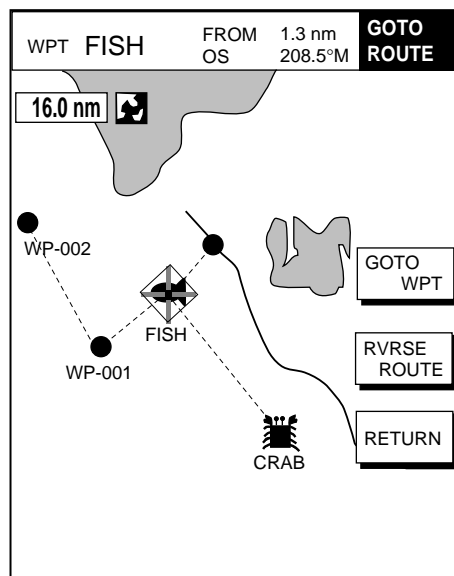 WPT FISH FROM 1.3 nm GOTO
OS 208.5°M ROUTE
16.0 nm
WP-002
GOTO
WPT
FISH
RVRSE
ROUTE
WP-001
RETURN
CRAB